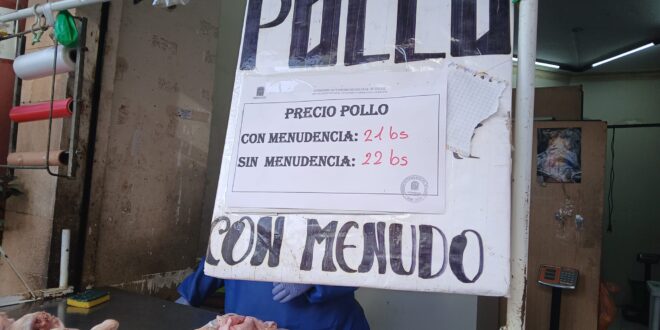 POLLO
PRECIO POLLO
CON MENUDENCIA: 21 bs
SIN MENUDENCIA: 22 bs
CON MENUDO